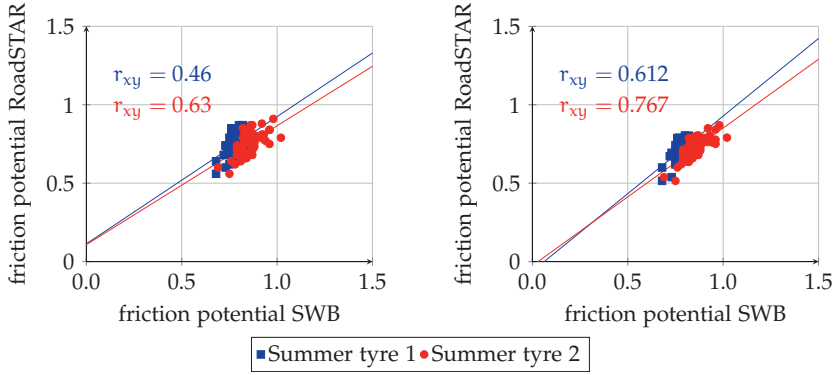 friction potential RoadSTAR
1.5
1
0.5
0
r_xy = 0.46
r_xy = 0.63
0.0 0.5 1.0 1.5
friction potential SWB
friction potential RoadSTAR
1.5
1
0.5
0
r_xy = 0.612
r_xy = 0.767
0.0 0.5 1.0 1.5
friction potential SWB
Summer tyre 1 Summer tyre 2